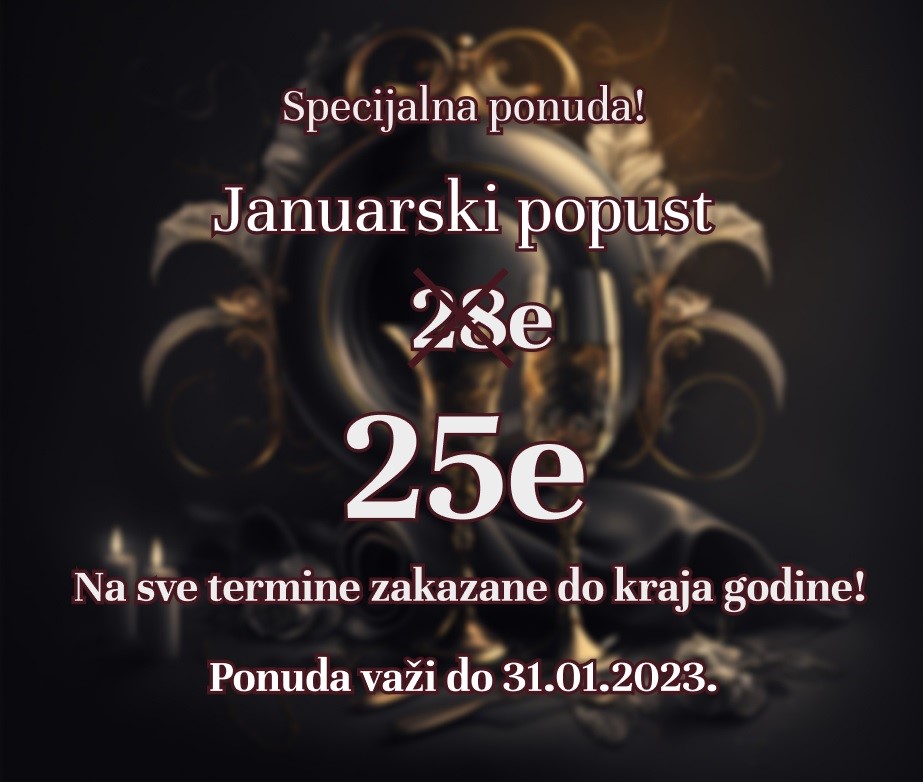 Specijalna ponuda!
Januarski popust
28e
25e
Na sve termine zakazane do kraja godine!
Ponuda važi do 31.01.2023.